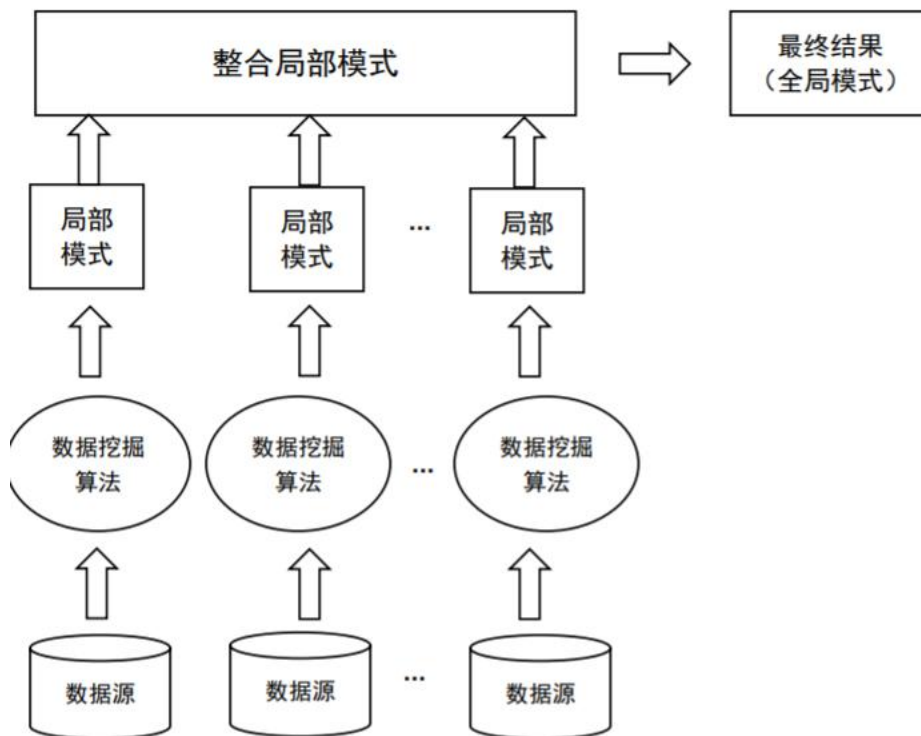 整合局部模式
最终结果
（全局模式）
局部
模式
局部
模式
...
局部
模式
数据挖掘
算法
数据挖掘
算法
...
数据挖掘
算法
数据源
数据源
...
数据源